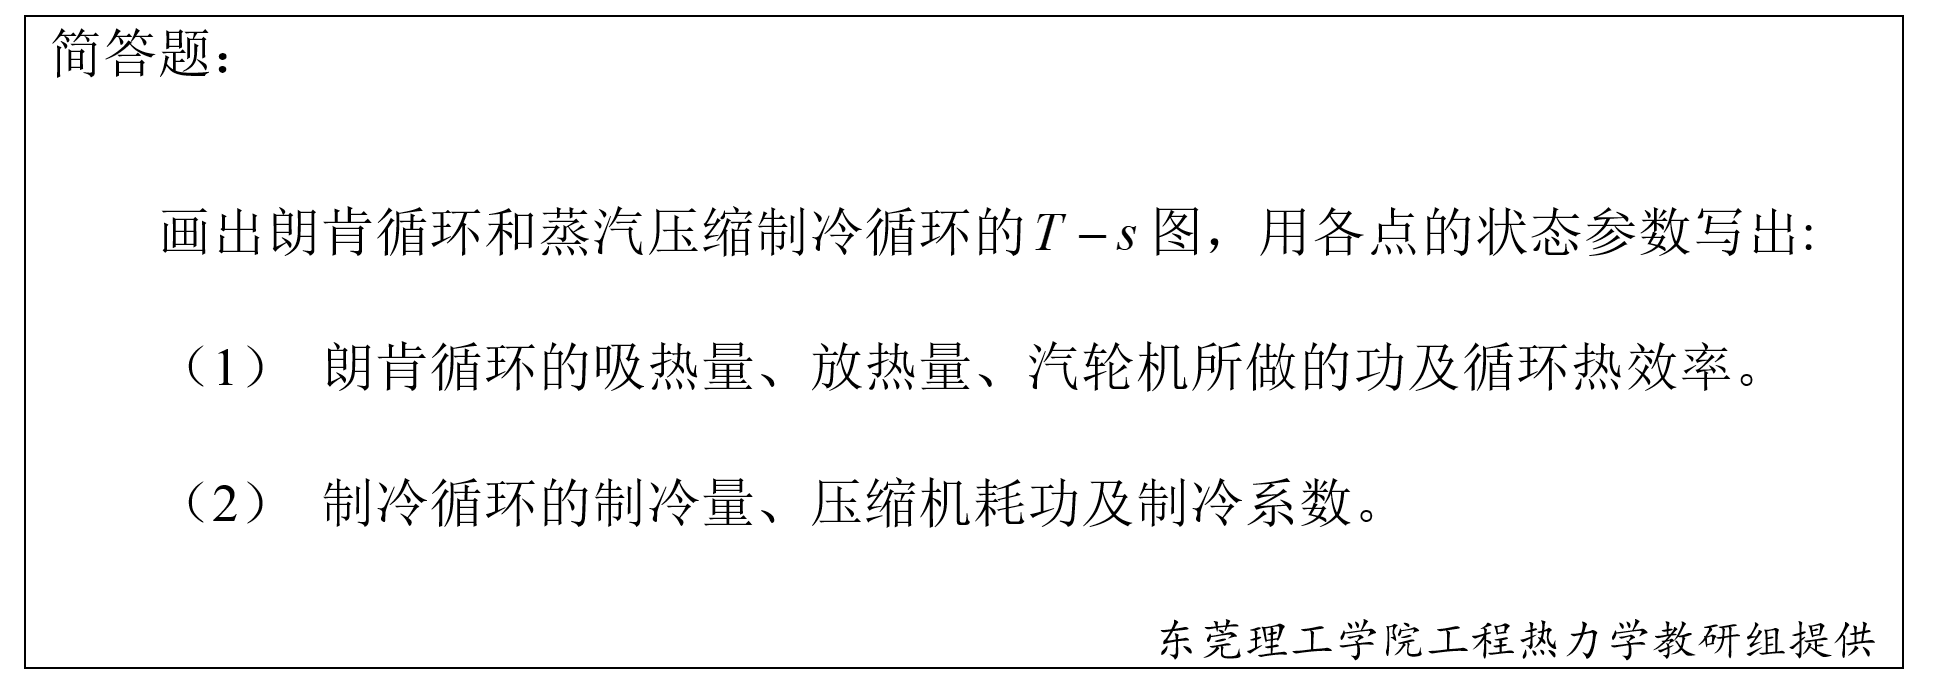 简答题：
画出朗肯循环和蒸汽压缩制冷循环的T－s图，用各点的状态参数写出:
（1） 朗肯循环的吸热量、放热量、汽轮机所做的功及循环热效率。
（2） 制冷循环的制冷量、压缩机耗功及制冷系数。
东莞理工学院工程热力学教研组提供